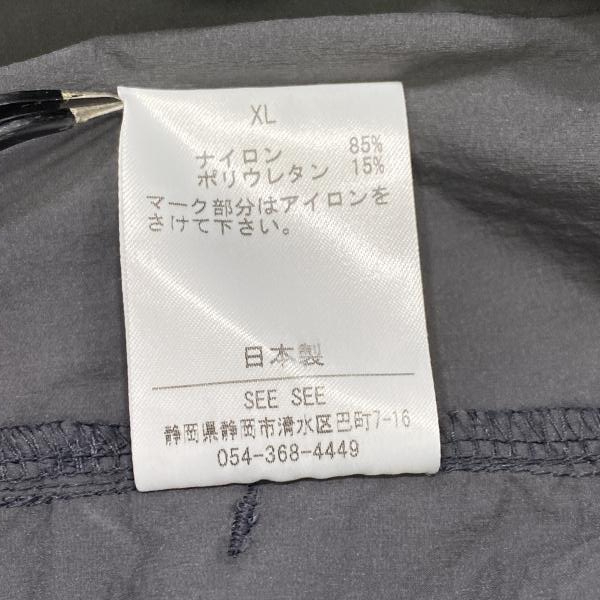 XL
ナイロン 85%
ポリウレタン 15%
マーク部分はアイロンを
さけて下さい。
日本製
SEE SEE
静岡県静岡市清水区巴町7-16
054-368-4449